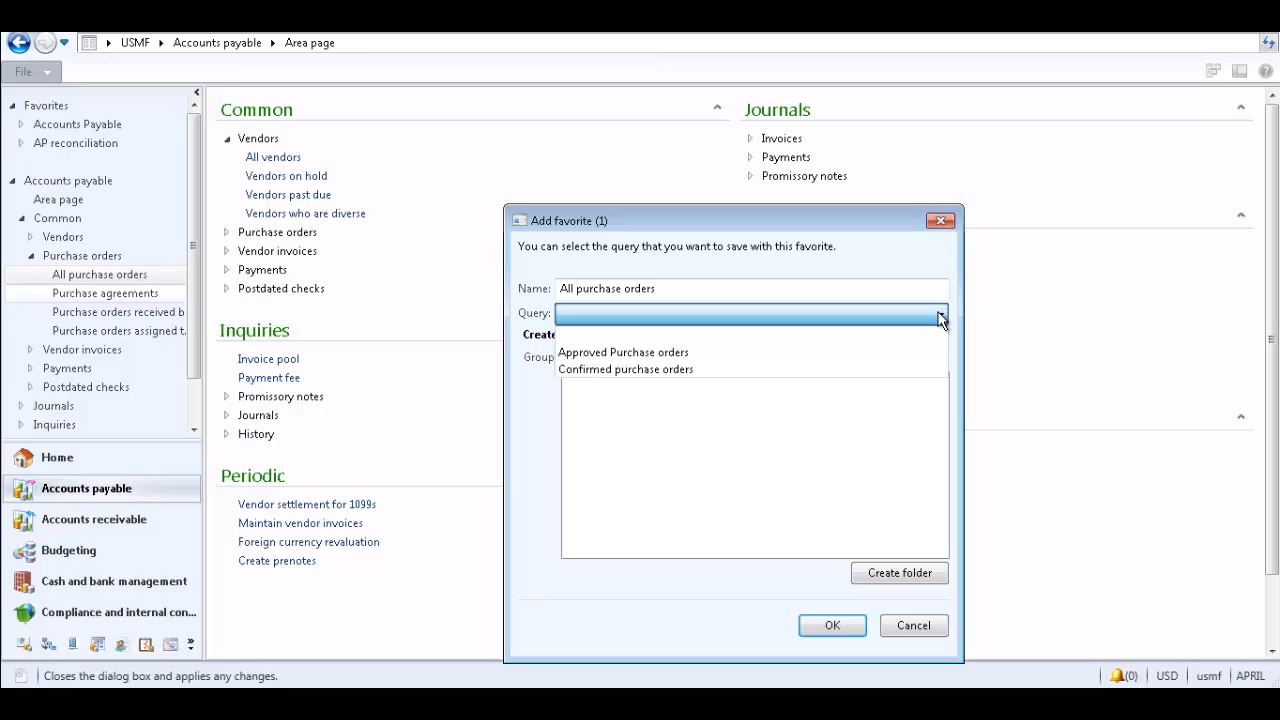 USMF Accounts payable Area page
File
Favorites
Accounts Payable
AP reconciliation
Accounts payable
Area page
Common
Vendors
Purchase orders
All purchase orders
Purchase agreements
Purchase orders received b
Purchase orders assigned t.
Vendor invoices
Payments
Postdated checks
Journals
Inquiries
Home
Accounts payable
Accounts receivable
Budgeting
Cash and bank management
Compliance and internal con...
Common
Vendors
All vendors
Vendors on hold
Vendors past due
Vendors who are diverse
Purchase orders
Vendor invoices
Payments
Postdated checks
Inquiries
Invoice pool
Payment fee
Promissory notes
Journals
History
Periodic
Vendor settlement for 1099s
Maintain vendor invoices
Foreign currency revaluation
Create prenotes
Journals
Invoices
Payments
Promissory notes
Add favorite (1)
You can select the query that you want to save with this favorite.
Name: All purchase orders
Query:
Create
Group
Approved Purchase orders
Confirmed purchase orders
Create folder
OK Cancel
Closes the dialog box and applies any changes.
(0) USD usmf APRIL